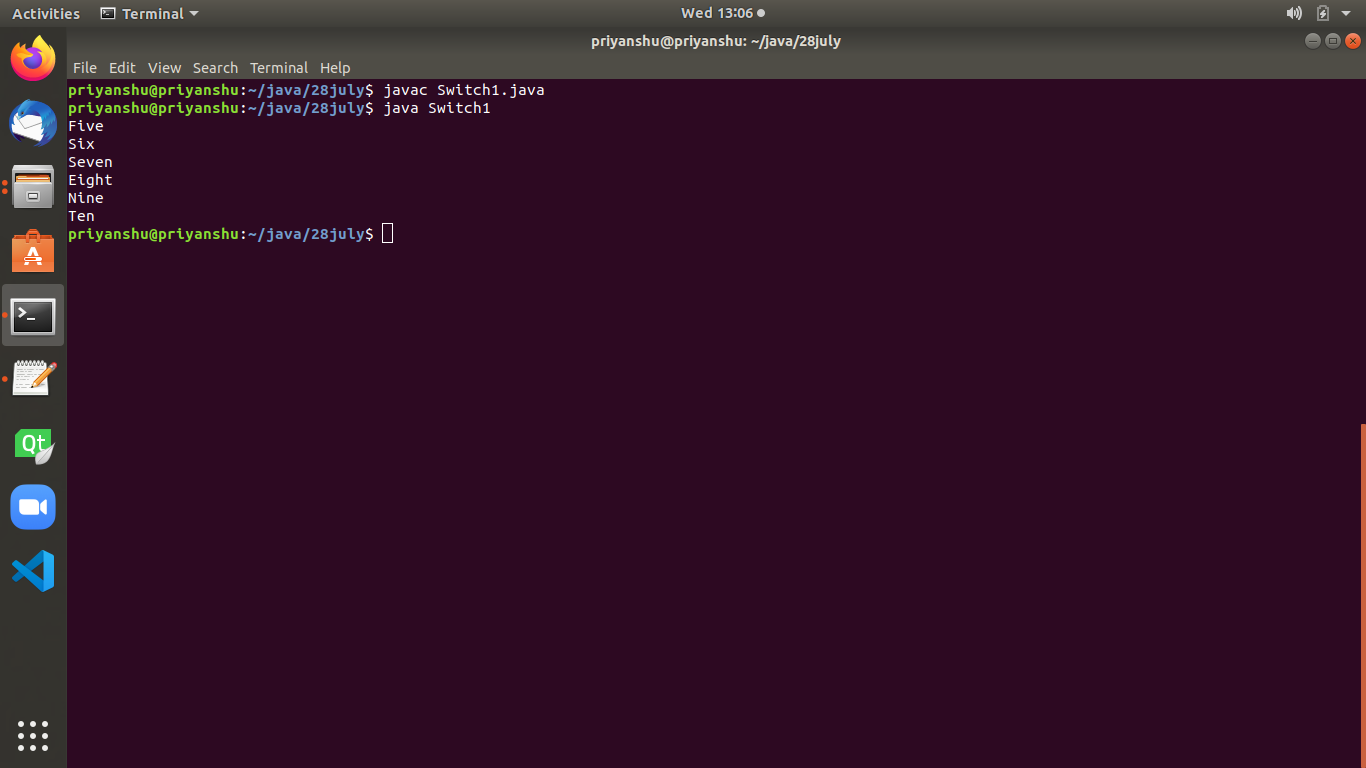 Activities Terminal Wed 13:06
priyanshu@priyanshu: ~/java/28july
File Edit View Search Terminal Help
priyanshu@priyanshu:~/java/28july$ javac Switch1.java
priyanshu@priyanshu:~/java/28july$ java Switch1
Five
Six
Seven
Eight
Nine
Ten
priyanshu@priyanshu:~/java/28july$
Qt